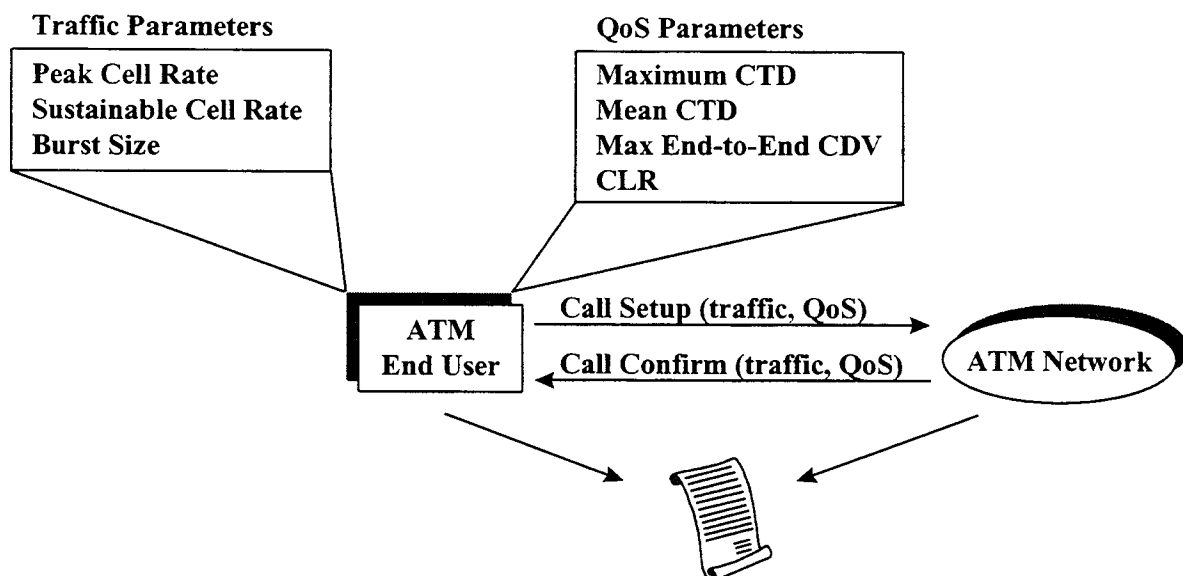 Traffic Parameters
Peak Cell Rate
Sustainable Cell Rate
Burst Size
QoS Parameters
Maximum CTD
Mean CTD
Max End-to-End CDV
CLR
ATM
End User
Call Setup (traffic, QoS)
Call Confirm (traffic, QoS)
ATM Network